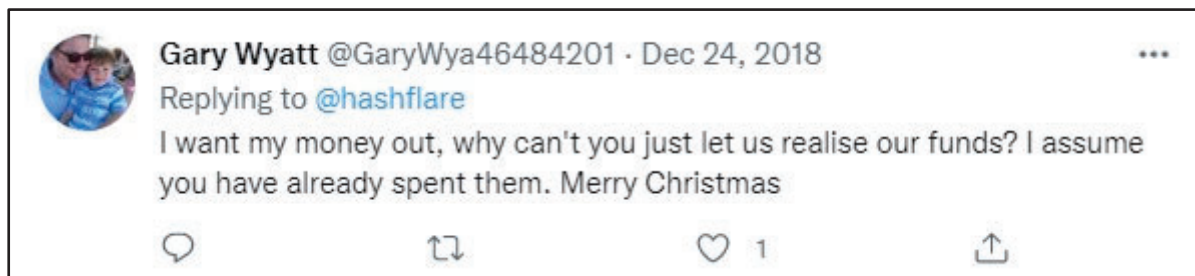 Gary Wyatt @GaryWya46484201 · Dec 24, 2018 ...
Replying to @hashflare
I want my money out, why can't you just let us realise our funds? I assume
you have already spent them. Merry Christmas
1